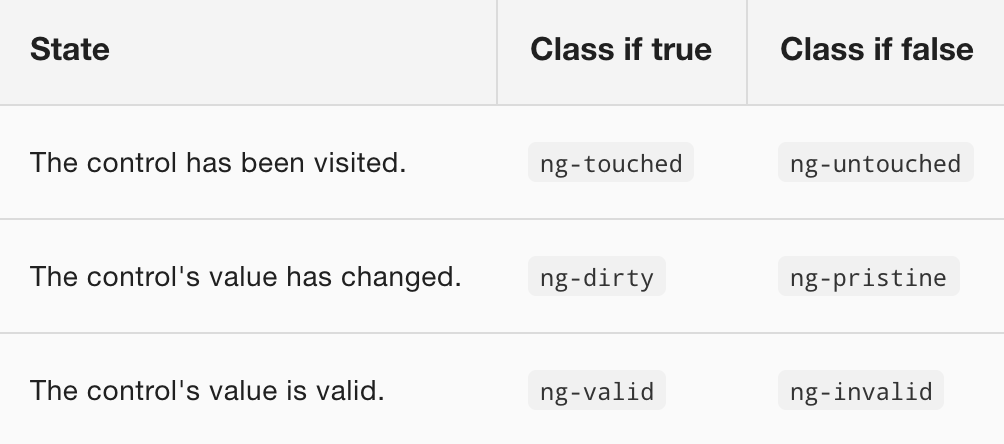 State Class if true Class if false
The control has been visited. ng-touched ng-untouched
The control's value has changed. ng-dirty ng-pristine
The control's value is valid. ng-valid ng-invalid